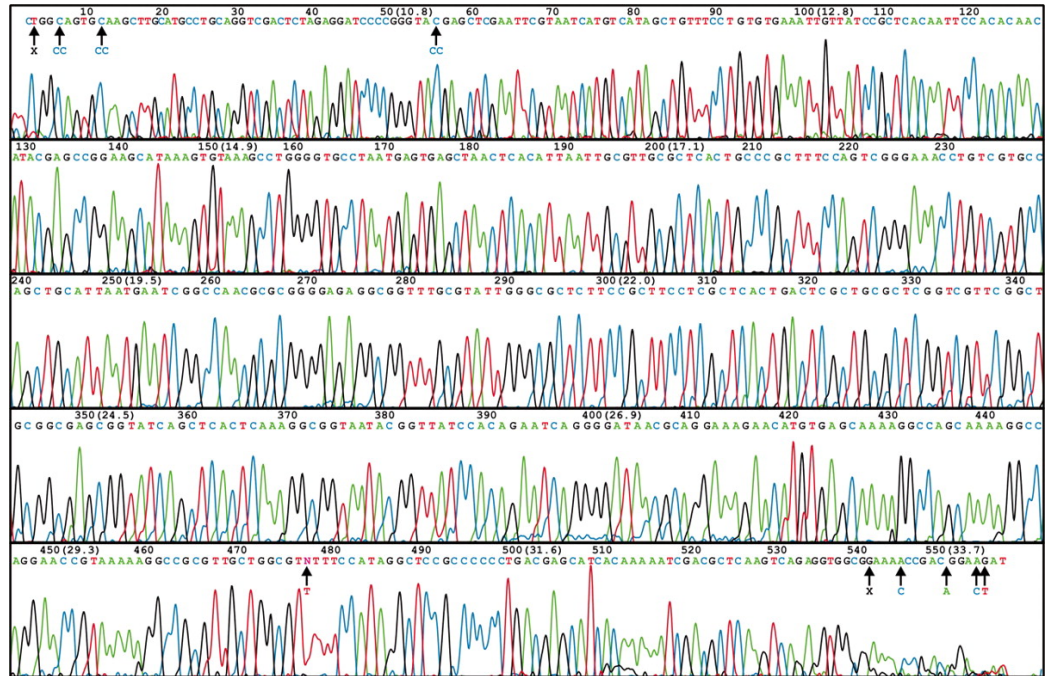 10 20 30 40 50(10.8) 60 70 80 90 100(12.8) 110 120
CTGGCAGTGCAAGCTTGCATGCCTGCAGGTCGACTCTAGAGGATCCCCGGGTACGAGCTCGAATTCGTAATCATGTCATAGCTGTTTCCTGTGTGAAATTGTTATCCGCTCACAATTCCACACAAC
X CC CC CC
130 140 150(14.9) 160 170 180 190 200(17.1) 210 220 230
ATACGAGCCGGAAGCATAAAGTGTAAAGCCTGGGGTGCCTAATGAGTGAGCTAACTCACATTAATTGCGTTGCGCTCACTGCCCGCTTTCCAGTCGGGAAACCTGTCGTGCC
240 250(19.5) 260 270 280 290 300(22.0) 310 320 330 340
AGCTGCATTAATGAATCGGCCAACGCGCGGGGAGAGGCGGTTTGCGTATTGGGCGCTCTTCCGCTTCCTCGCTCACTGACTCGCTGCGCTCGGTCGTTCGGCT
350(24.5) 360 370 380 390 400(26.9) 410 420 430 440
GCGGCGAGCGGTATCAGCTCACTCAAAGGCGGTAATACGGTTATCCACAGAATCAGGGGATAACGCAGGAAAGAACATGTGAGCAAAAGGCCAGCAAAAGGCC
450(29.3) 460 470 480 490 500(31.6) 510 520 530 540 550(33.7)
AGGAACCGTAAAAAGGCCGCGTTGCTGGCGTNTTTCCATAGGCTCCGCCCCCCTGACGAGCATCACAAAAATCGACGCTCAAGTCAGAGGTGGCGGAAAACCGACGGAAGAT
T X C A CT